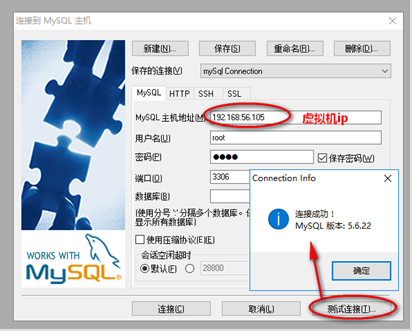 连接到 MySQL 主机
新建(N)...
保存(S)
重命名(R)...
删除(D)...
保存的连接(V)
mySql Connection
MySQL
HTTP
SSH
SSL
MySQL 主机地址(M)
192.168.56.105
虚拟机ip
用户名(U)
root
密码(P)
●●●●
保存密码(W)
端口(O)
3306
数据库(B)
(使用分号 ';' 分隔多个数据库。
显示所有数据库)
使用压缩协议(E)(E)
会话空闲超时
默认(F)
28800
Connection Info
连接成功！
MySQL 版本: 5.6.22
确定
WORKS WITH
MySQL®
连接(C)
取消(L)
测试连接(T)...